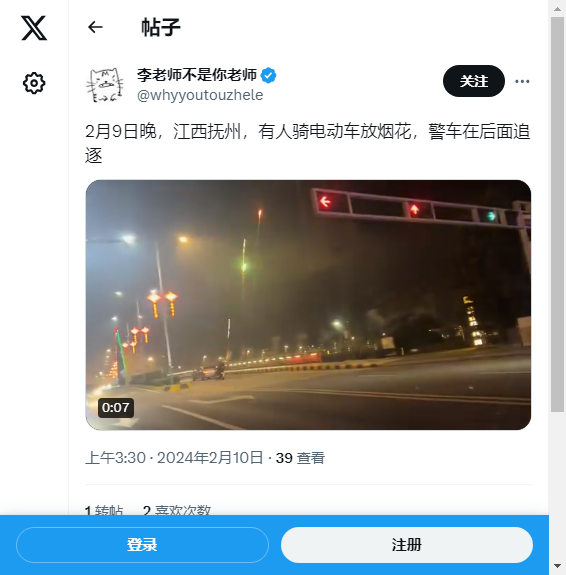 帖子
李老师不是你老师
@whyyoutouzhele
关注
2月9日晚，江西抚州，有人骑电动车放烟花，警车在后面追
逐
0:07
上午3:30 · 2024年2月10日 · 39 查看
1 转帖 2 喜欢次数
登录
注册